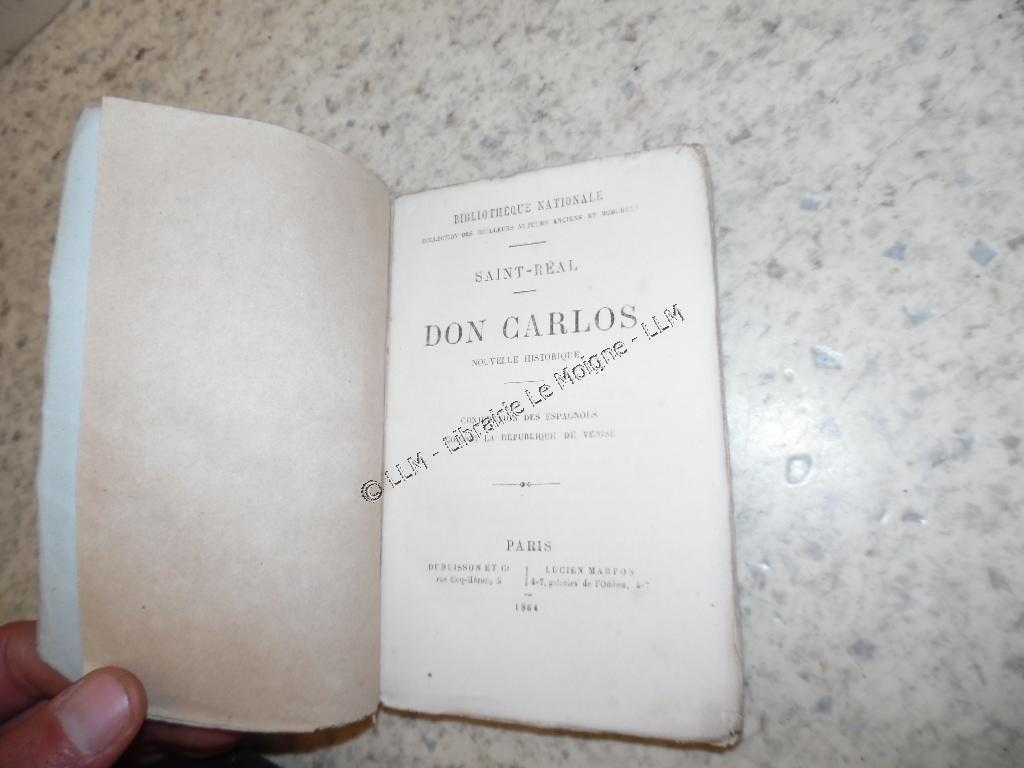 BIBLIOTHÈQUE NATIONALE
COLLECTION DES MEILLEURS AUTEURS ANCIENS ET MODERNES
SAINT-RÉAL
DON CARLOS
NOUVELLE HISTORIQUE
CONJURATION DES ESPAGNOLS
CONTRE LA RÉPUBLIQUE DE VENISE
PARIS
DUBUISSON ET Cᵉ
rue Coq-Héron, 5
LUCIEN MARPON
4-7, galeries de l'Odéon, 4-7
1864
© LLM - Librairie Le Moigne - LLM